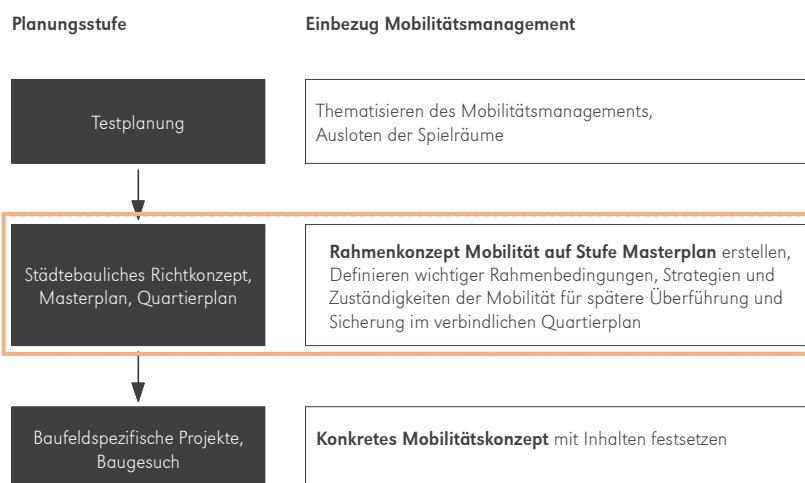 Planungsstufe
Einbezug Mobilitätsmanagement
Testplanung
Thematisieren des Mobilitätsmanagements,
Ausloten der Spielräume
Städtebauliches Richtkonzept,
Masterplan, Quartierplan
Rahmenkonzept Mobilität auf Stufe Masterplan erstellen,
Definieren wichtiger Rahmenbedingungen, Strategien und
Zuständigkeiten der Mobilität für spätere Überführung und
Sicherung im verbindlichen Quartierplan
Baufeldspezifische Projekte,
Baugesuch
Konkretes Mobilitätskonzept mit Inhalten festsetzen